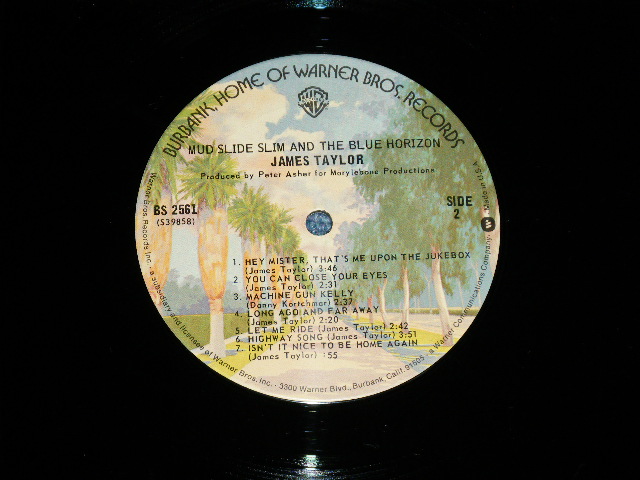 BURBANK, HOME OF WARNER BROS. RECORDS
MUD SLIDE SLIM AND THE BLUE HORIZON
JAMES TAYLOR
Produced by Peter Asher for Marylebone Productions
BS 2561
(S39858)
SIDE
2
1. HEY MISTER, THAT'S ME UPON THE JUKEBOX
(James Taylor) 3:46
2. YOU CAN CLOSE YOUR EYES
(James Taylor) 2:31
3. MACHINE GUN KELLY
(Danny Kortchmar) 2:37
4. LONG AGO AND FAR AWAY
(James Taylor) 2:20
5. LET ME RIDE (James Taylor) 2:42
6. HIGHWAY SONG (James Taylor) 3:51
7. ISN'T IT NICE TO BE HOME AGAIN
(James Taylor) :55
Warner Bros. Records Inc., a subsidiary and licensee of Warner Bros. Inc. · 3300 Warner Blvd., Burbank, Calif. 91505 · a Warner Communications Company · Made in U.S.A.